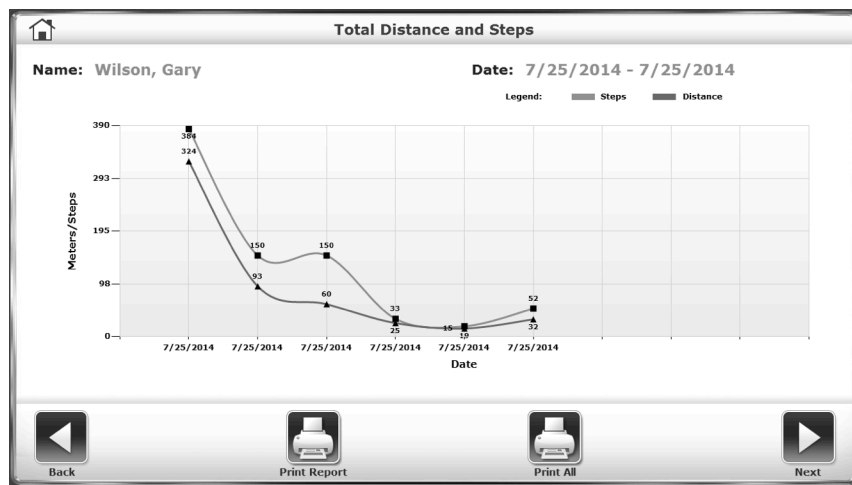 Total Distance and Steps
Name: Wilson, Gary Date: 7/25/2014 - 7/25/2014
Legend: Steps Distance
390
384
324
293
Meters/Steps
195
150 150
98
93
60
52
33
25
15
19
32
0
7/25/2014 7/25/2014 7/25/2014 7/25/2014 7/25/2014 7/25/2014
Date
Back Print Report Print All Next